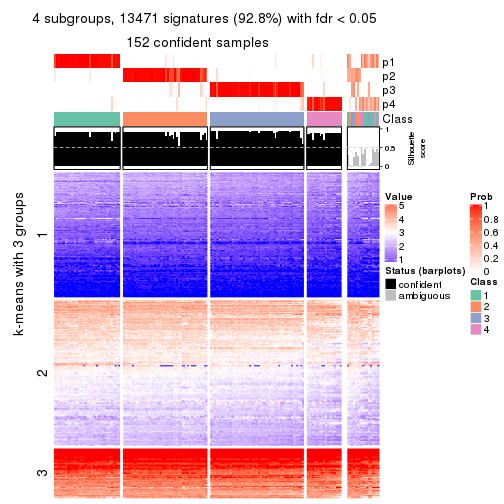 4 subgroups, 13471 signatures (92.8%) with fdr < 0.05
152 confident samples
p1
p2
p3
p4
Class
1
0.5
0
Silhouette
score
k-means with 3 groups
1
2
3
Value
5
4
3
2
1
Status (barplots)
confident
ambiguous
Prob
1
0.8
0.6
0.4
0.2
0
Class
1
2
3
4